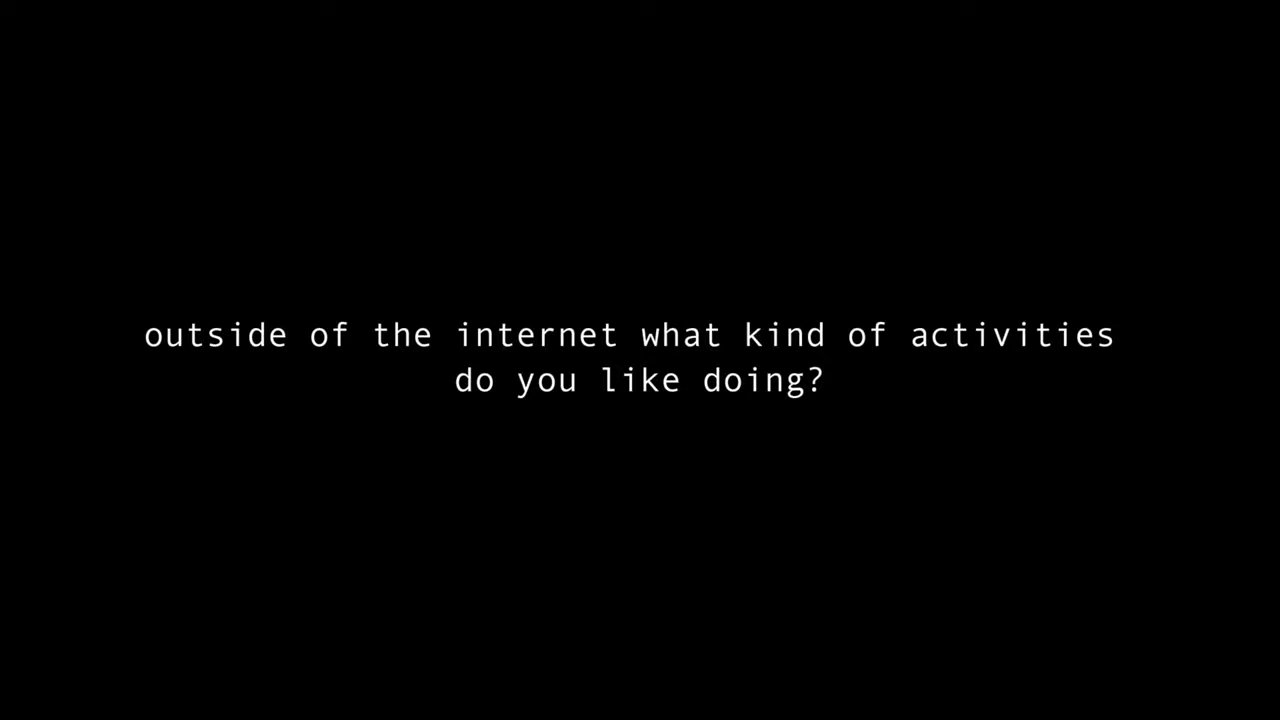 outside of the internet what kind of activities
do you like doing?